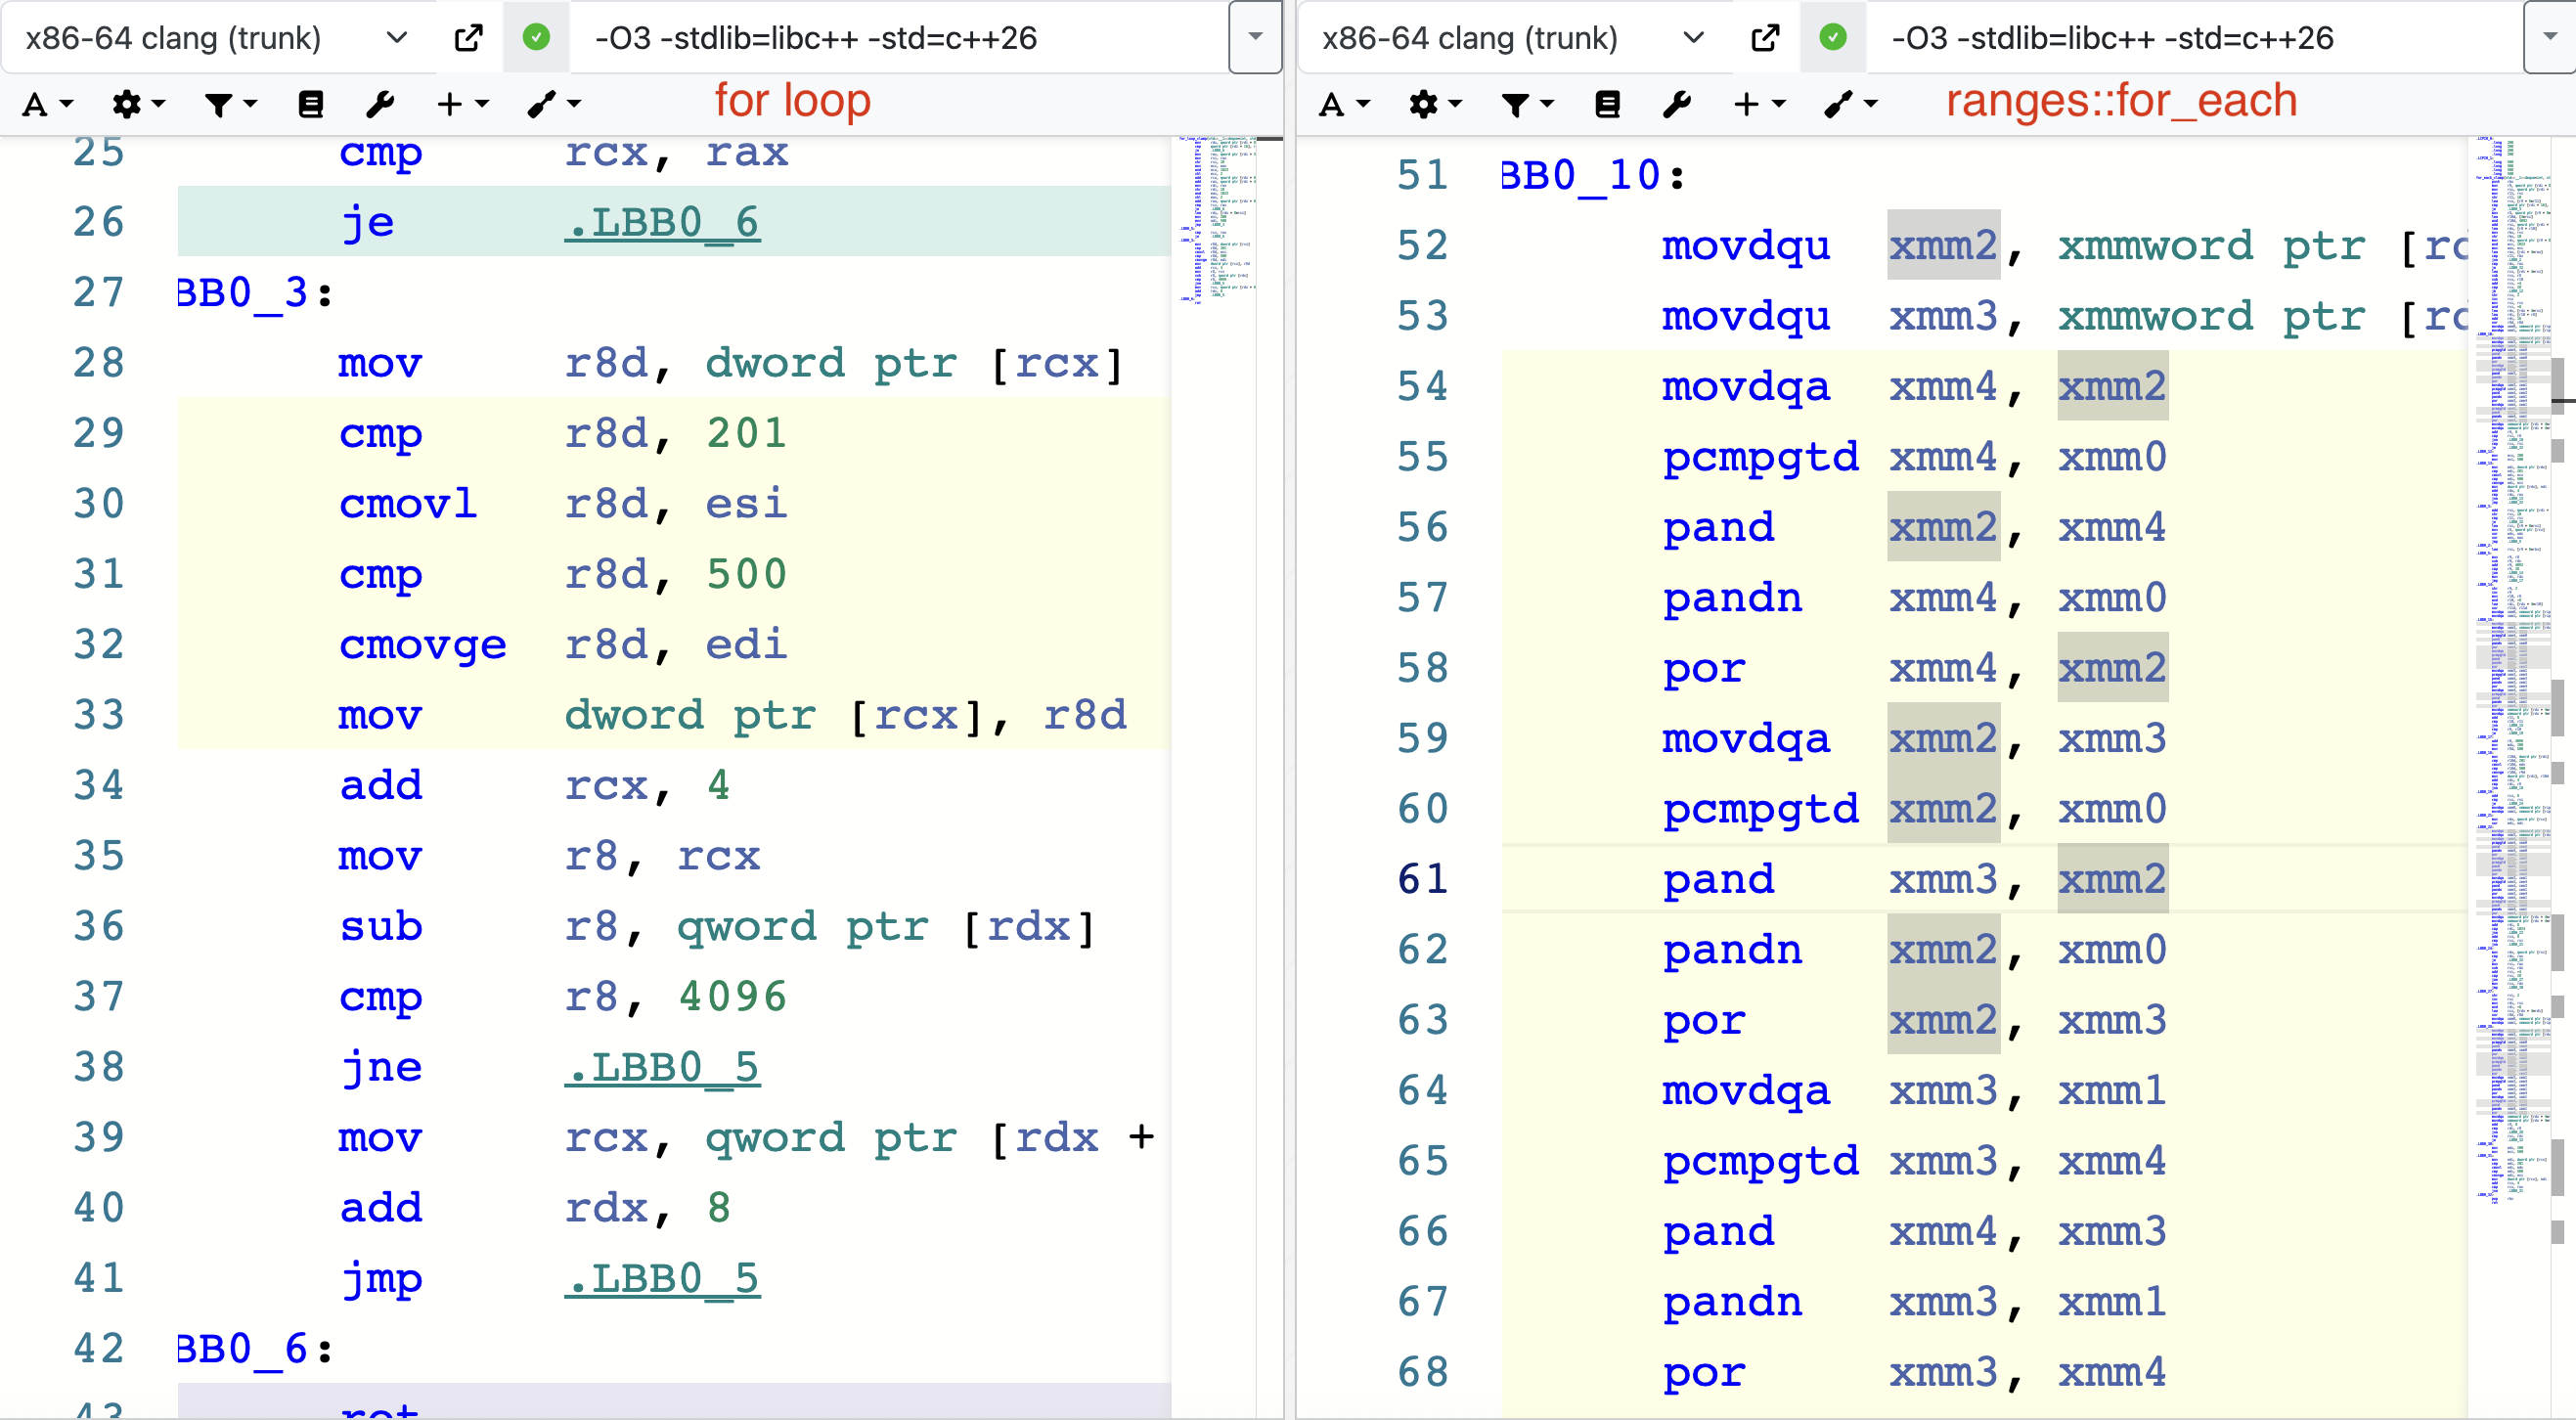 x86-64 clang (trunk) -O3 -stdlib=libc++ -std=c++26
A for loop
25 cmp rcx, rax
26 je .LBB0_6
27 BB0_3:
28 mov r8d, dword ptr [rcx]
29 cmp r8d, 201
30 cmovl r8d, esi
31 cmp r8d, 500
32 cmovge r8d, edi
33 mov dword ptr [rcx], r8d
34 add rcx, 4
35 mov r8, rcx
36 sub r8, qword ptr [rdx]
37 cmp r8, 4096
38 jne .LBB0_5
39 mov rcx, qword ptr [rdx +
40 add rdx, 8
41 jmp .LBB0_5
42 BB0_6:
43 ret
x86-64 clang (trunk) -O3 -stdlib=libc++ -std=c++26
A ranges::for_each
51 BB0_10:
52 movdqu xmm2, xmmword ptr [rc
53 movdqu xmm3, xmmword ptr [rc
54 movdqa xmm4, xmm2
55 pcmpgtd xmm4, xmm0
56 pand xmm2, xmm4
57 pandn xmm4, xmm0
58 por xmm4, xmm2
59 movdqa xmm2, xmm3
60 pcmpgtd xmm2, xmm0
61 pand xmm3, xmm2
62 pandn xmm2, xmm0
63 por xmm2, xmm3
64 movdqa xmm3, xmm1
65 pcmpgtd xmm3, xmm4
66 pand xmm4, xmm3
67 pandn xmm3, xmm1
68 por xmm3, xmm4